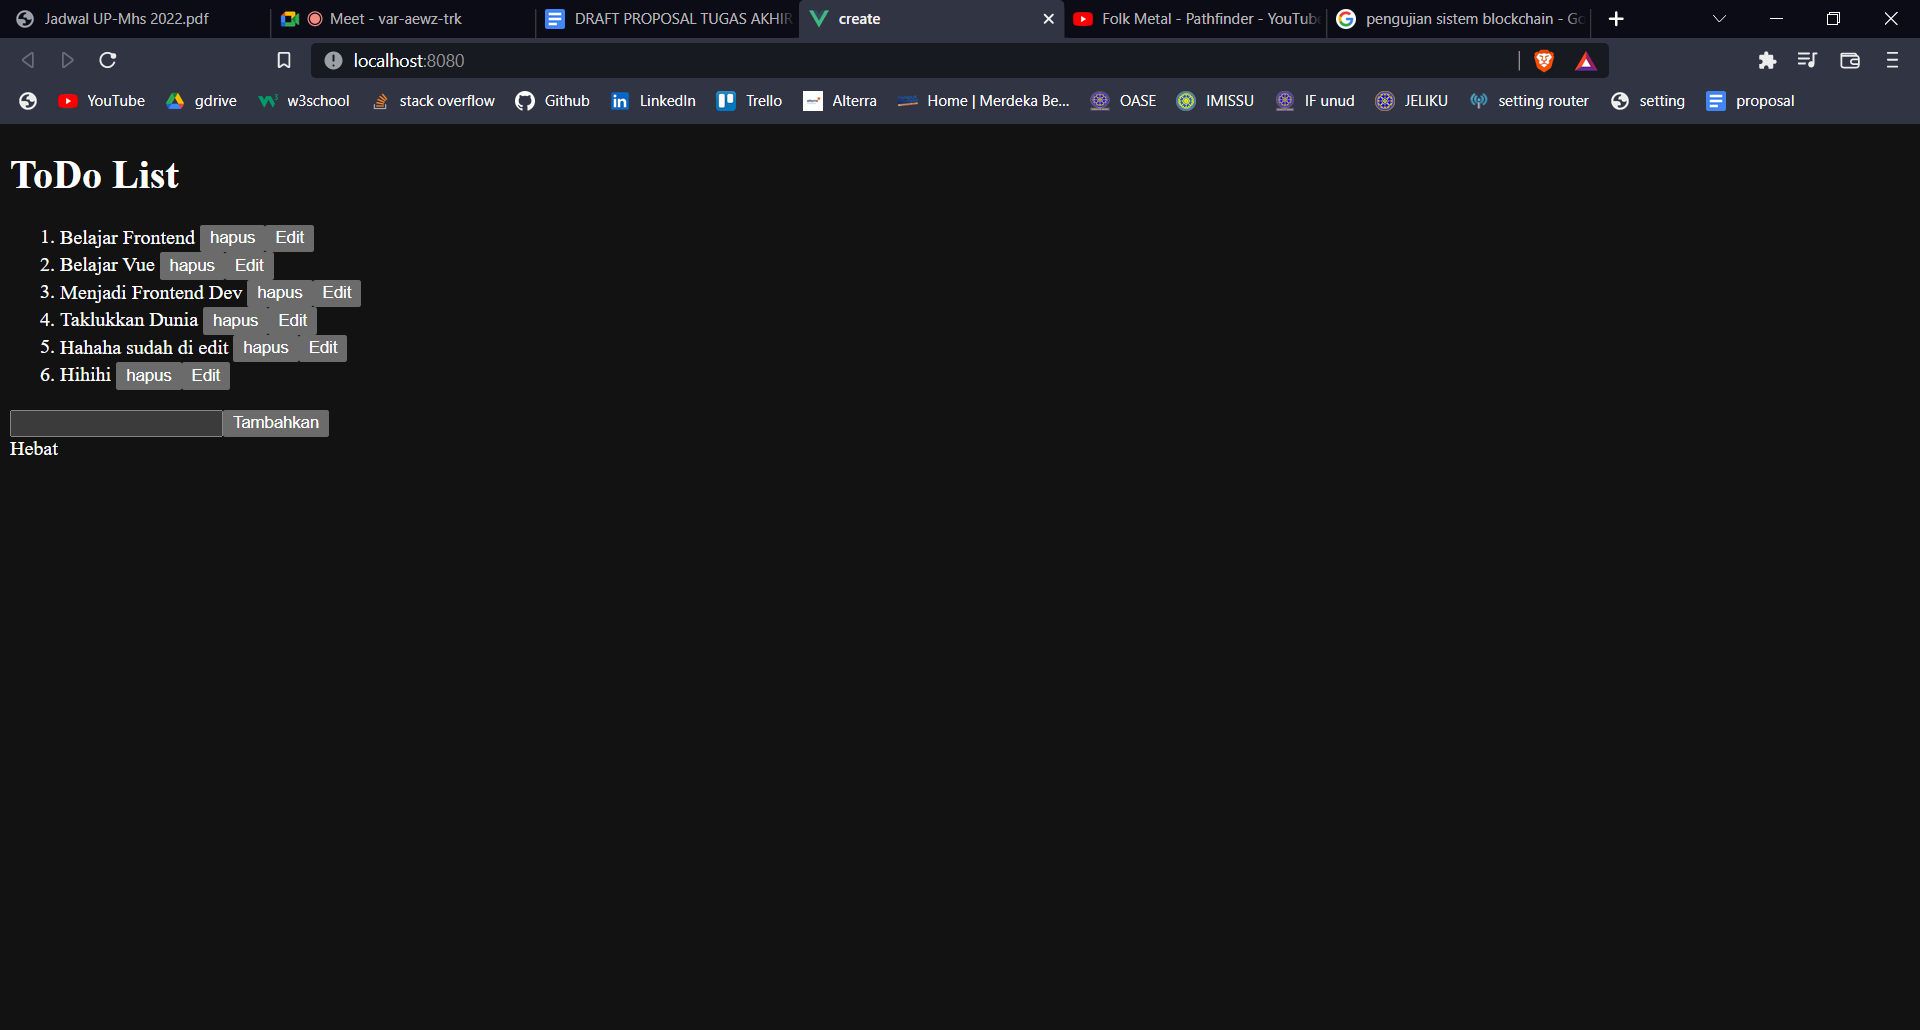 Jadwal UP-Mhs 2022.pdf
Meet - var-aewz-trk
DRAFT PROPOSAL TUGAS AKHIR
create
Folk Metal - Pathfinder - YouTube
pengujian sistem blockchain - Go
localhost:8080
YouTube
gdrive
w3school
stack overflow
Github
LinkedIn
Trello
Alterra
Home | Merdeka Be...
OASE
IMISSU
IF unud
JELIKU
setting router
setting
proposal
ToDo List
1. Belajar Frontend hapus Edit
2. Belajar Vue hapus Edit
3. Menjadi Frontend Dev hapus Edit
4. Taklukkan Dunia hapus Edit
5. Hahaha sudah di edit hapus Edit
6. Hihihi hapus Edit
Tambahkan
Hebat